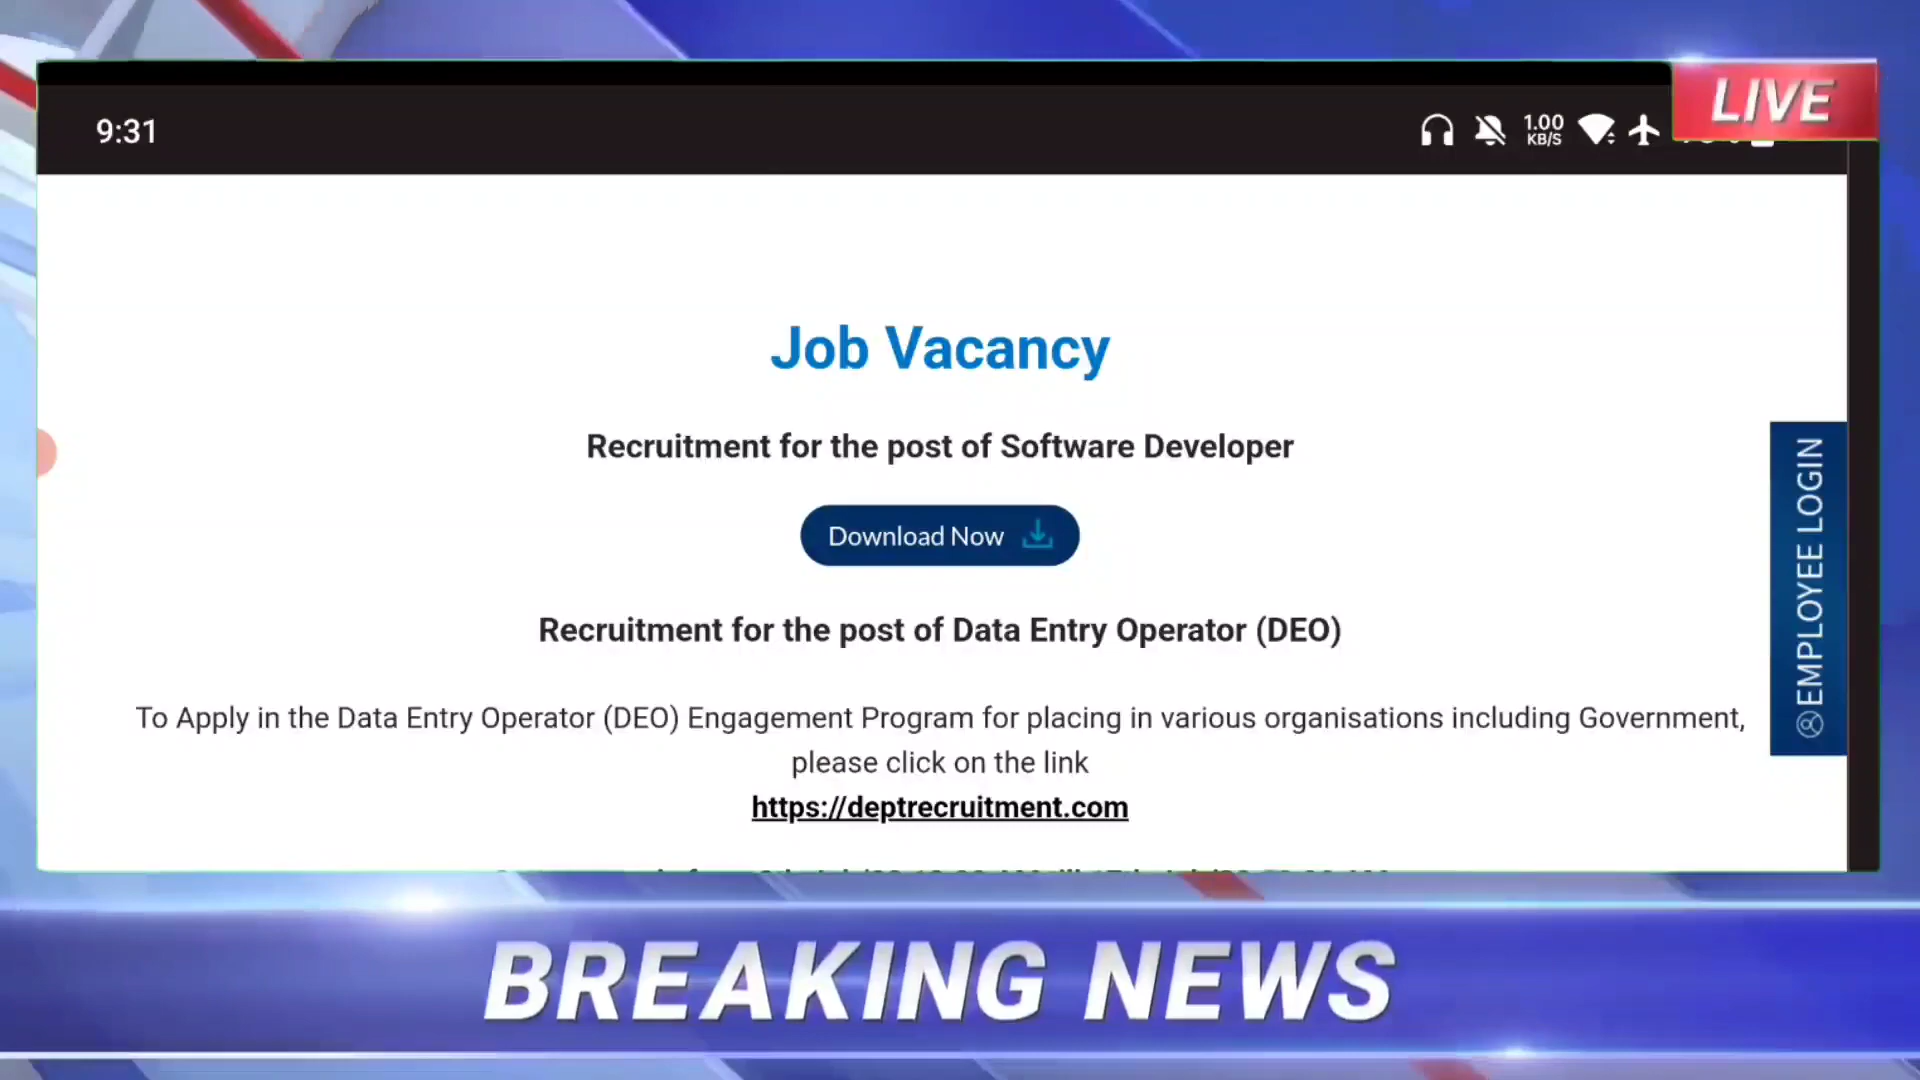 LIVE
9:31
1.00
KB/S
Job Vacancy
Recruitment for the post of Software Developer
Download Now
EMPLOYEE LOGIN
Recruitment for the post of Data Entry Operator (DEO)
To Apply in the Data Entry Operator (DEO) Engagement Program for placing in various organisations including Government,
please click on the link
https://deptrecruitment.com
BREAKING NEWS